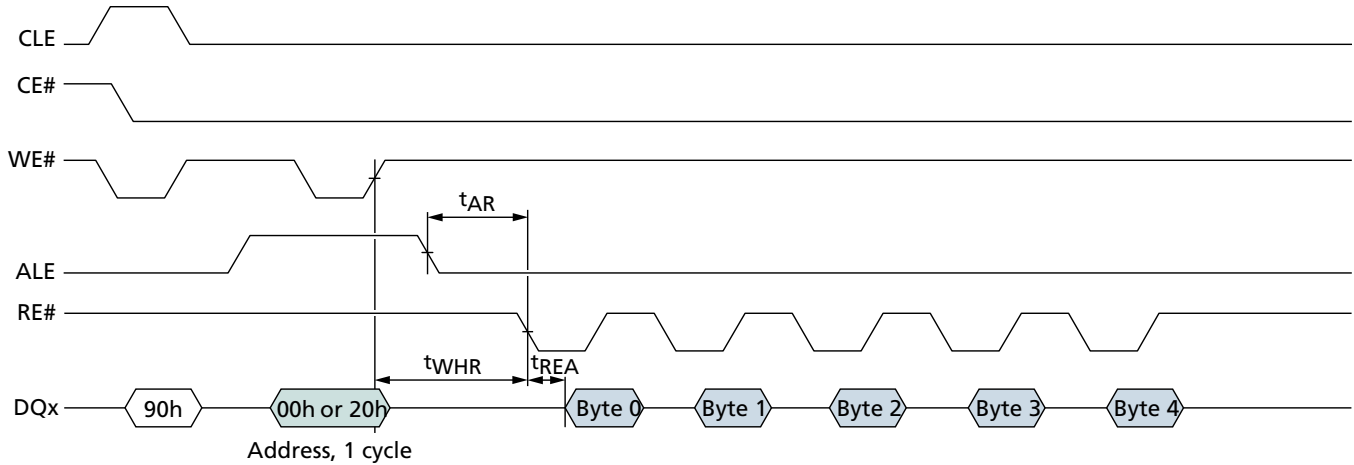 CLE
CE#
WE#
tAR
ALE
RE#
tWHR
tREA
DQx
90h
00h or 20h
Byte 0
Byte 1
Byte 2
Byte 3
Byte 4
Address, 1 cycle